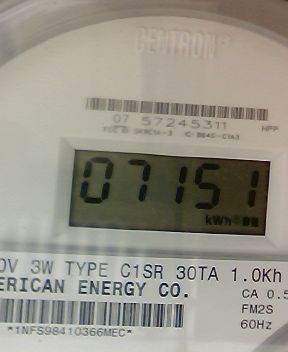 CENTRON®
07 57245311
HPP
07151
kWh
0V 3W TYPE C1SR 30TA 1.0Kh
ERICAN ENERGY CO.
CA 0.5
FM2S
60Hz
*1NFS98410366MEC*